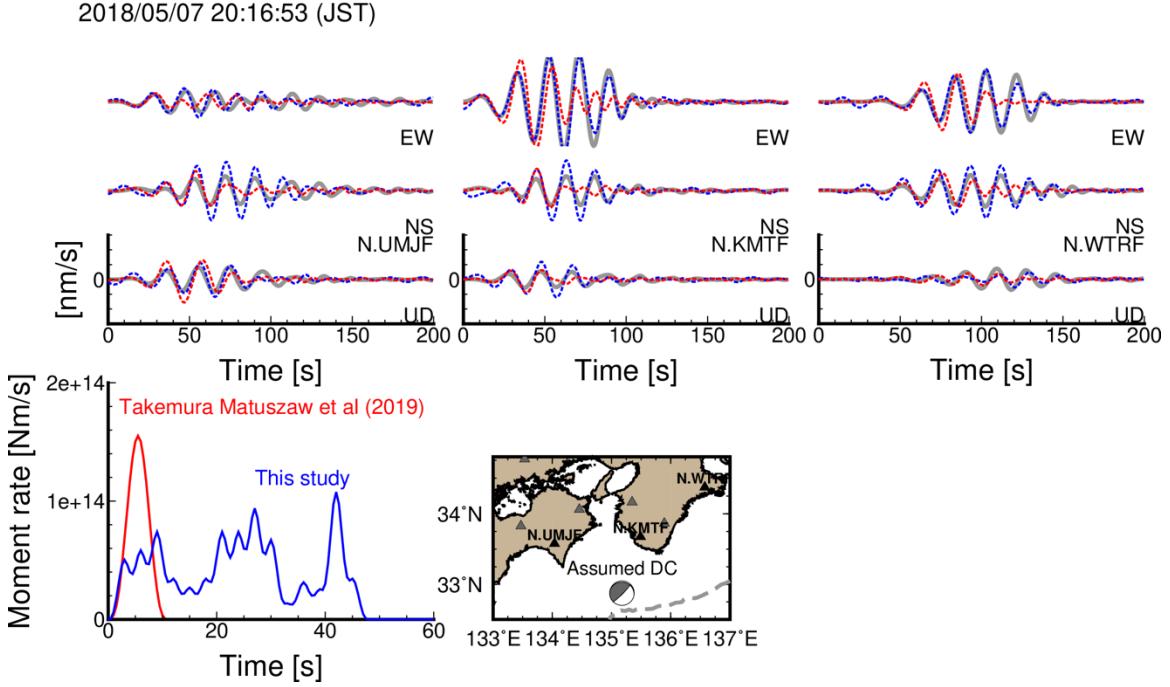 2018/05/07 20:16:53 (JST)
EW
EW
EW
NS
NS
NS
N.UMJF
N.KMTF
N.WTRF
[nm/s]
0
UD
UD
UD
0 50 100 150 200
0 50 100 150 200
0 50 100 150 200
Time [s]
Time [s]
Time [s]
Moment rate [Nm/s]
2e+14
1e+14
0
Takemura Matuszaw et al (2019)
This study
0 20 40 60
Time [s]
34°N
33°N
N.WTR
N.UMJF
N.KMTF
Assumed DC
133°E 134°E 135°E 136°E 137°E